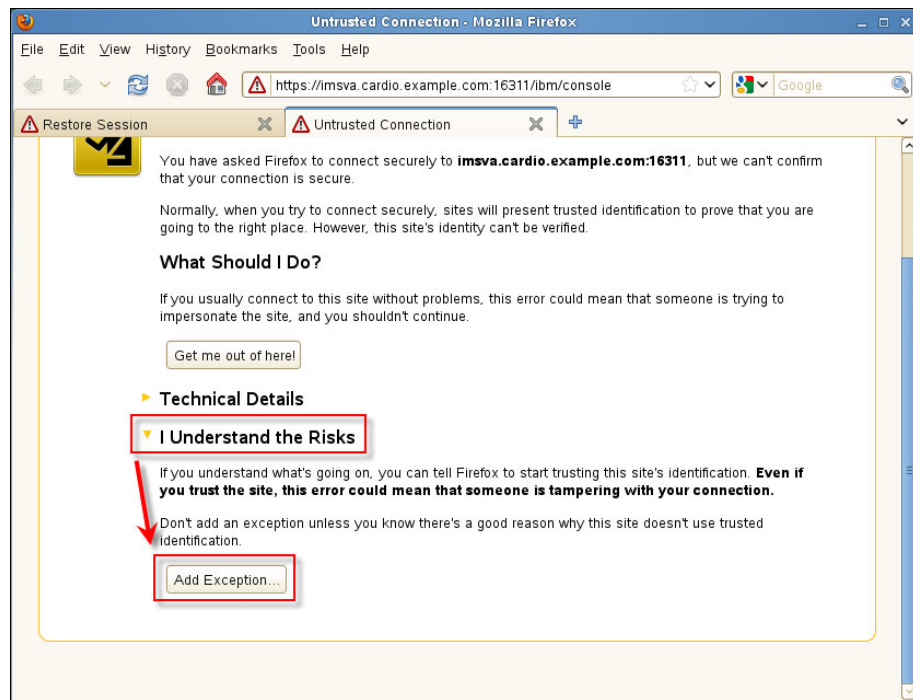 Untrusted Connection - Mozilla Firefox
File Edit View History Bookmarks Tools Help
https://imsva.cardio.example.com:16311/ibm/console Google
Restore Session Untrusted Connection
You have asked Firefox to connect securely to imsva.cardio.example.com:16311, but we can't confirm
that your connection is secure.
Normally, when you try to connect securely, sites will present trusted identification to prove that you are
going to the right place. However, this site's identity can't be verified.
What Should I Do?
If you usually connect to this site without problems, this error could mean that someone is trying to
impersonate the site, and you shouldn't continue.
Get me out of here!
Technical Details
I Understand the Risks
If you understand what's going on, you can tell Firefox to start trusting this site's identification. Even if
you trust the site, this error could mean that someone is tampering with your connection.
Don't add an exception unless you know there's a good reason why this site doesn't use trusted
identification.
Add Exception...